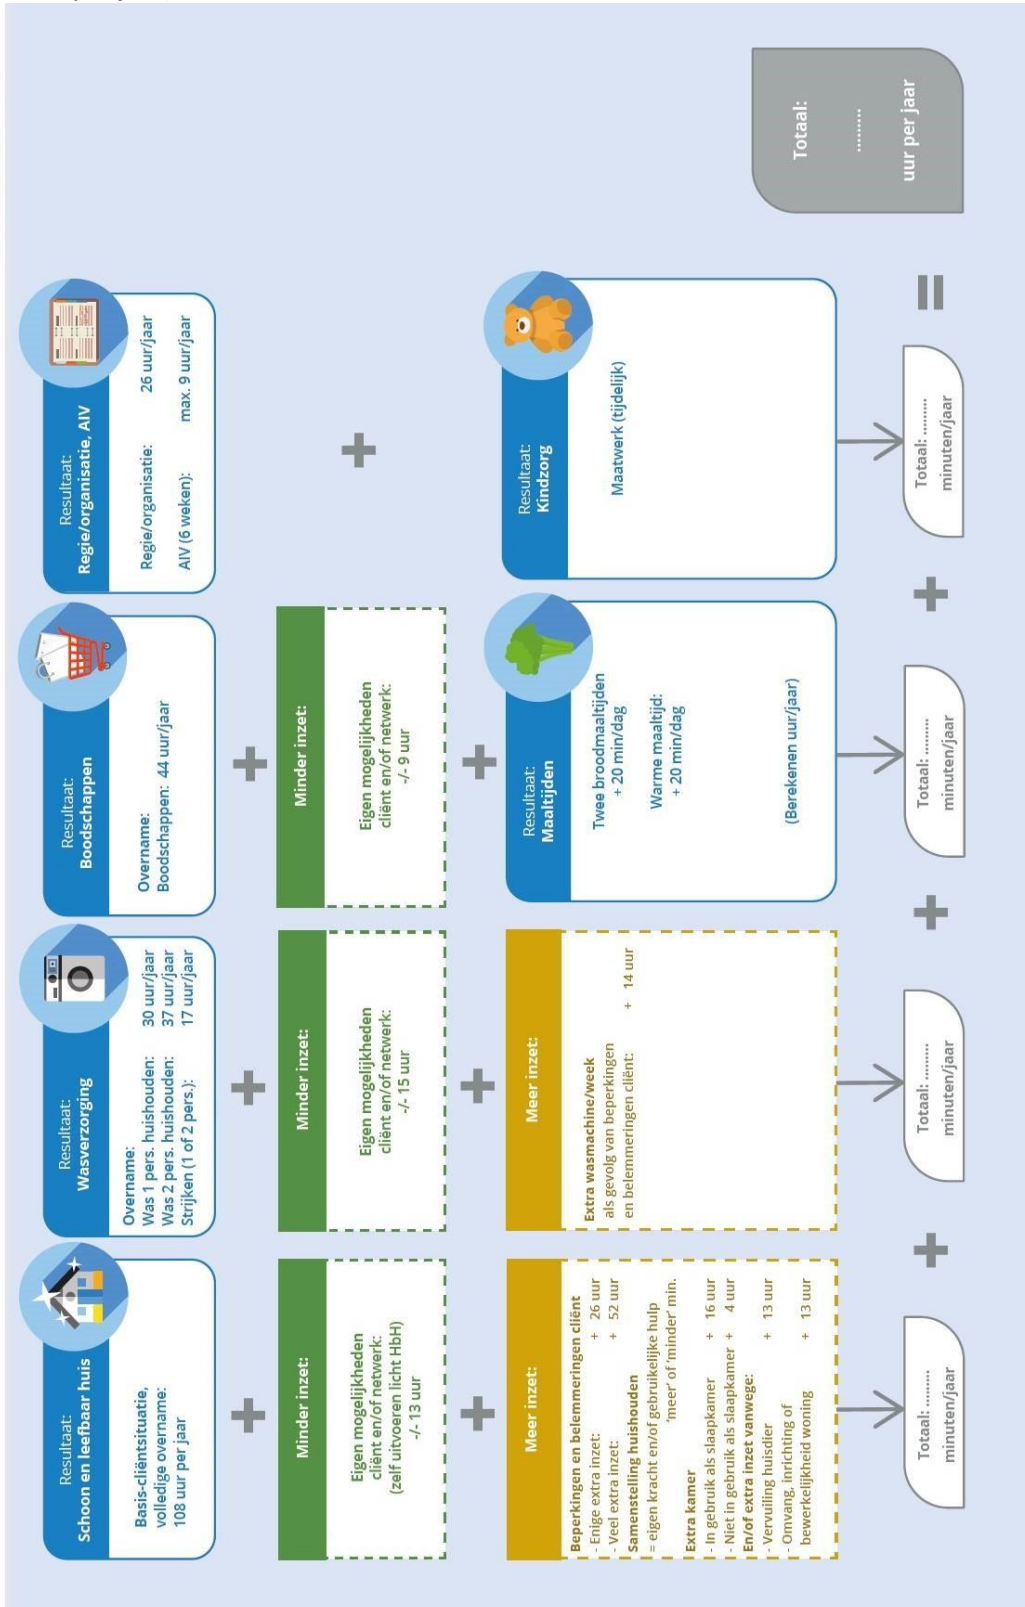 Resultaat:
Schoon en leefbaar huis
Basis-cliëntsituatie,
volledige overname:
108 uur per jaar
Resultaat:
Wasverzorging
Overname:
Was 1 pers. huishouden: 30 uur/jaar
Was 2 pers. huishouden: 37 uur/jaar
Strijken (1 of 2 pers.): 17 uur/jaar
Resultaat:
Boodschappen
Overname:
Boodschappen: 44 uur/jaar
Resultaat:
Regie/organisatie, AIV
Regie/organisatie: 26 uur/jaar
AIV (6 weken): max. 9 uur/jaar
+
+
+
Minder inzet:
Eigen mogelijkheden
cliënt en/of netwerk:
(zelf uitvoeren licht HbH)
-/- 13 uur
Minder inzet:
Eigen mogelijkheden
cliënt en/of netwerk:
-/- 15 uur
Minder inzet:
Eigen mogelijkheden
cliënt en/of netwerk:
-/- 9 uur
+
+
+
+
Meer inzet:
Beperkingen en belemmeringen cliënt
- Enige extra inzet: + 26 uur
- Veel extra inzet: + 52 uur
Samenstelling huishouden
= eigen kracht en/of gebruikelijke hulp
‘meer’ of ‘minder’ min.
Extra kamer
- In gebruik als slaapkamer + 16 uur
- Niet in gebruik als slaapkamer + 4 uur
En/of extra inzet vanwege:
- Vervuiling huisdier + 13 uur
- Omvang, inrichting of
bewerkelijkheid woning + 13 uur
Meer inzet:
Extra wasmachine/week
als gevolg van beperkingen
en belemmeringen cliënt: + 14 uur
Resultaat:
Maaltijden
Twee broodmaaltijden
+ 20 min/dag
Warme maaltijd:
+ 20 min/dag
(Berekenen uur/jaar)
Resultaat:
Kindzorg
Maatwerk (tijdelijk)
Totaal: .........
minuten/jaar
+
Totaal: .........
minuten/jaar
+
Totaal: .........
minuten/jaar
+
Totaal: .........
minuten/jaar
=
Totaal:
.........
uur per jaar